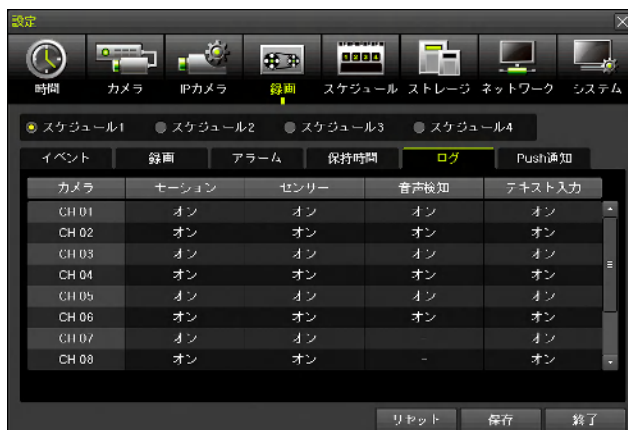 設定
時間 カメラ IPカメラ 録画 スケジュール ストレージ ネットワーク システム
スケジュール1 スケジュール2 スケジュール3 スケジュール4
イベント 録画 アラーム 保持時間 ログ Push通知
カメラ モーション センリー 音声検知 テキスト入力
CH 01 オン オン オン オン
CH 02 オン オン オン オン
CH 03 オン オン オン オン
CH 04 オン オン オン オン
CH 05 オン オン オン オン
CH 06 オン オン オン オン
CH 07 オン オン - オン
CH 08 オン オン - オン
リセット 保存 終了